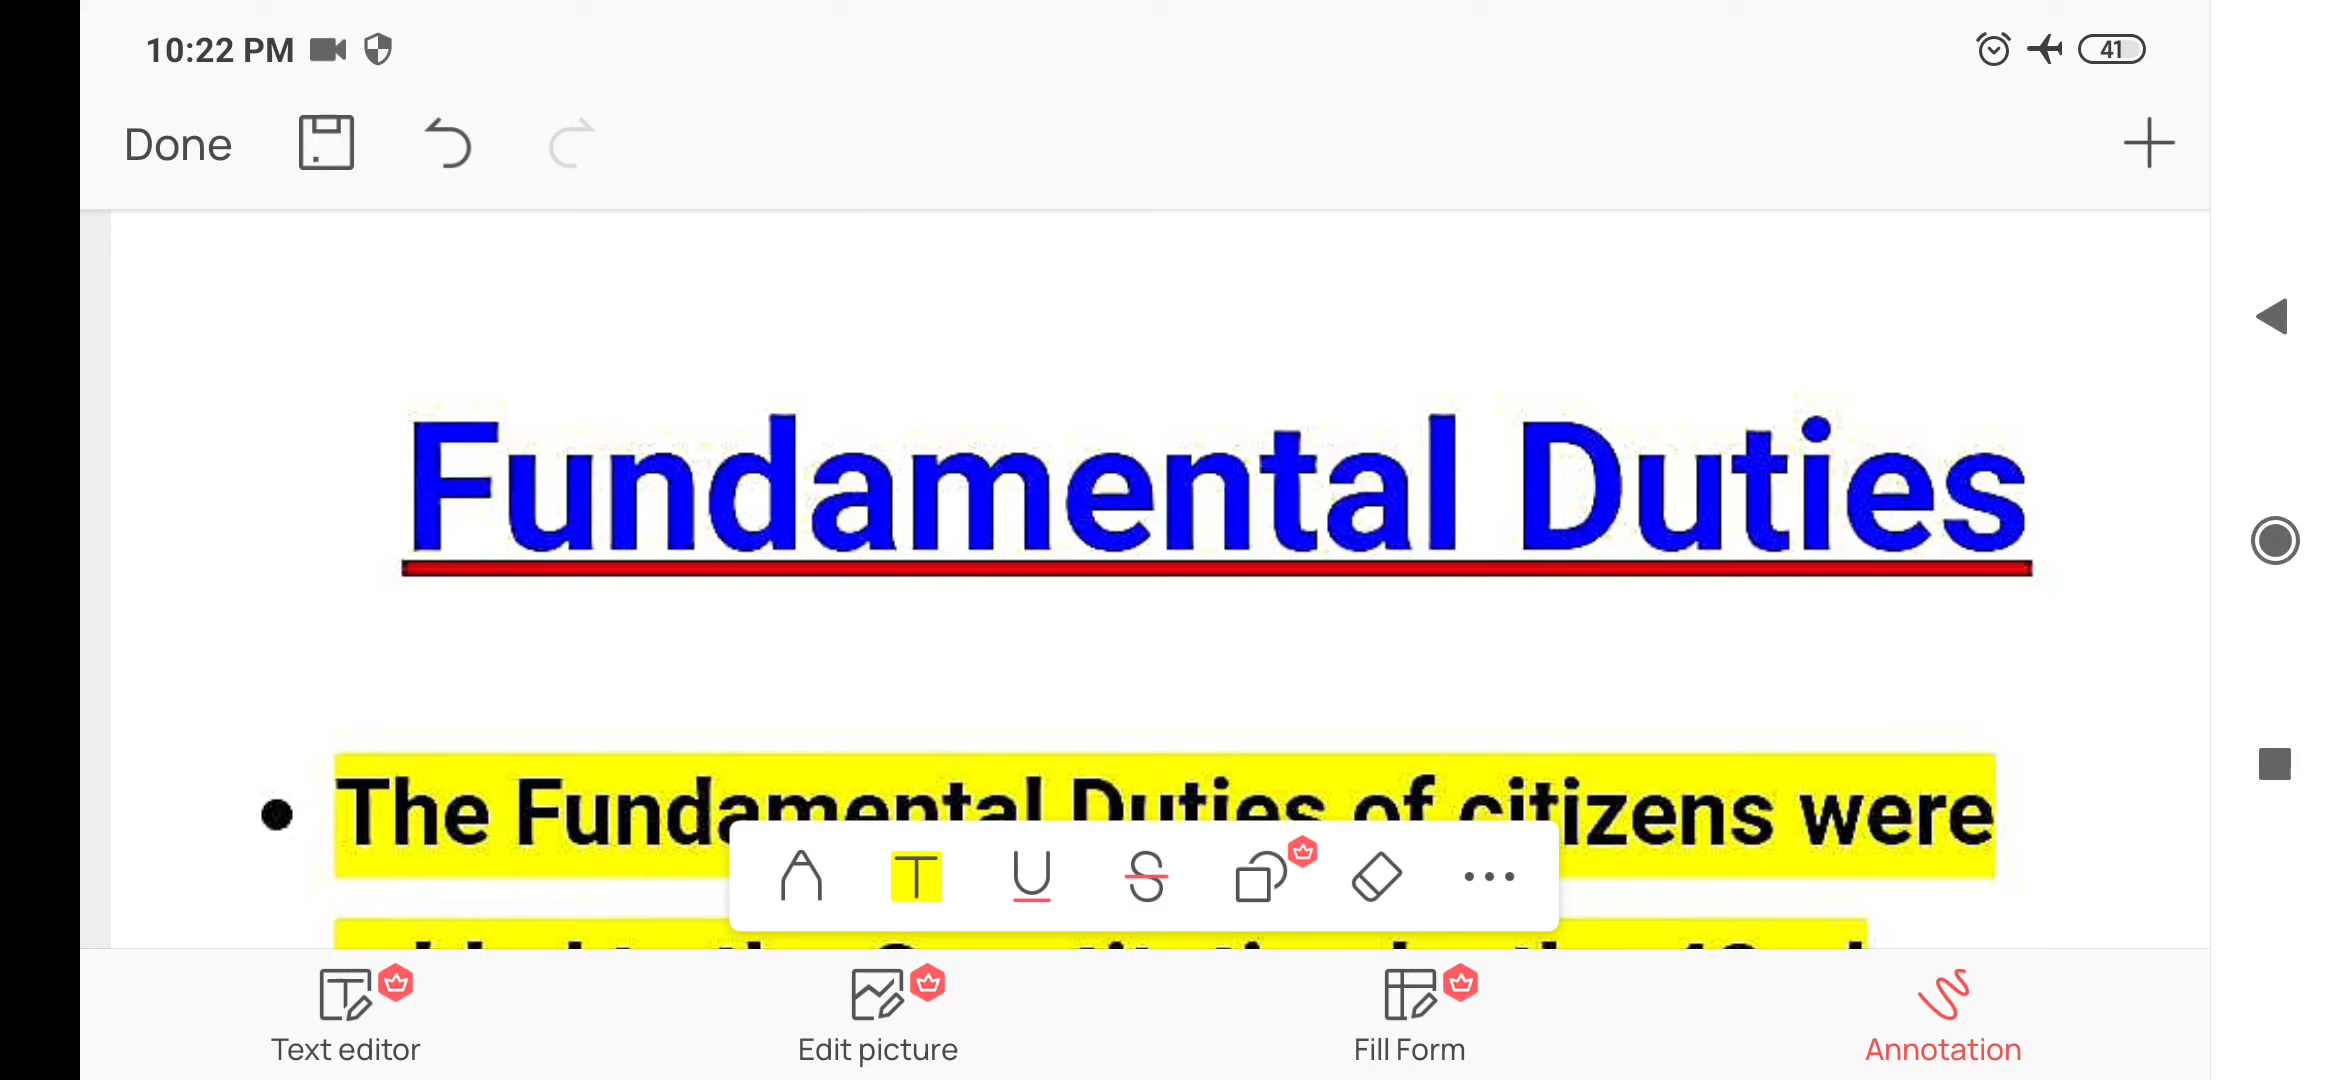 10:22 PM
41
Done
Fundamental Duties
• The Fundamental Duties of citizens were
T U S
Text editor
Edit picture
Fill Form
Annotation